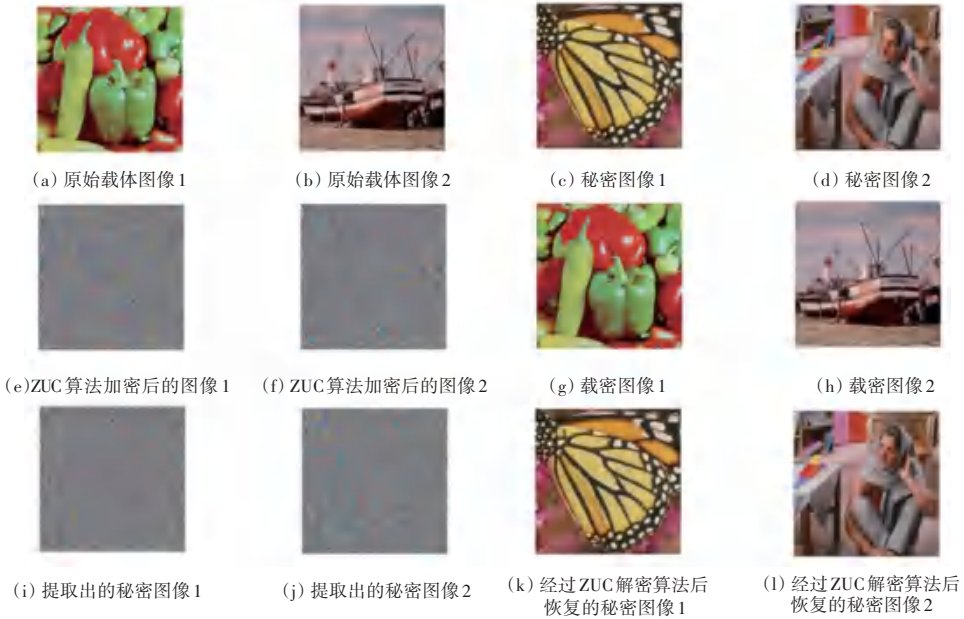 (a) 原始载体图像1
(b) 原始载体图像2
(c) 秘密图像1
(d) 秘密图像2
(e)ZUC算法加密后的图像1
(f) ZUC算法加密后的图像2
(g) 载密图像1
(h) 载密图像2
(i) 提取出的秘密图像1
(j) 提取出的秘密图像2
(k) 经过ZUC解密算法后
恢复的秘密图像1
(l) 经过ZUC解密算法后
恢复的秘密图像2